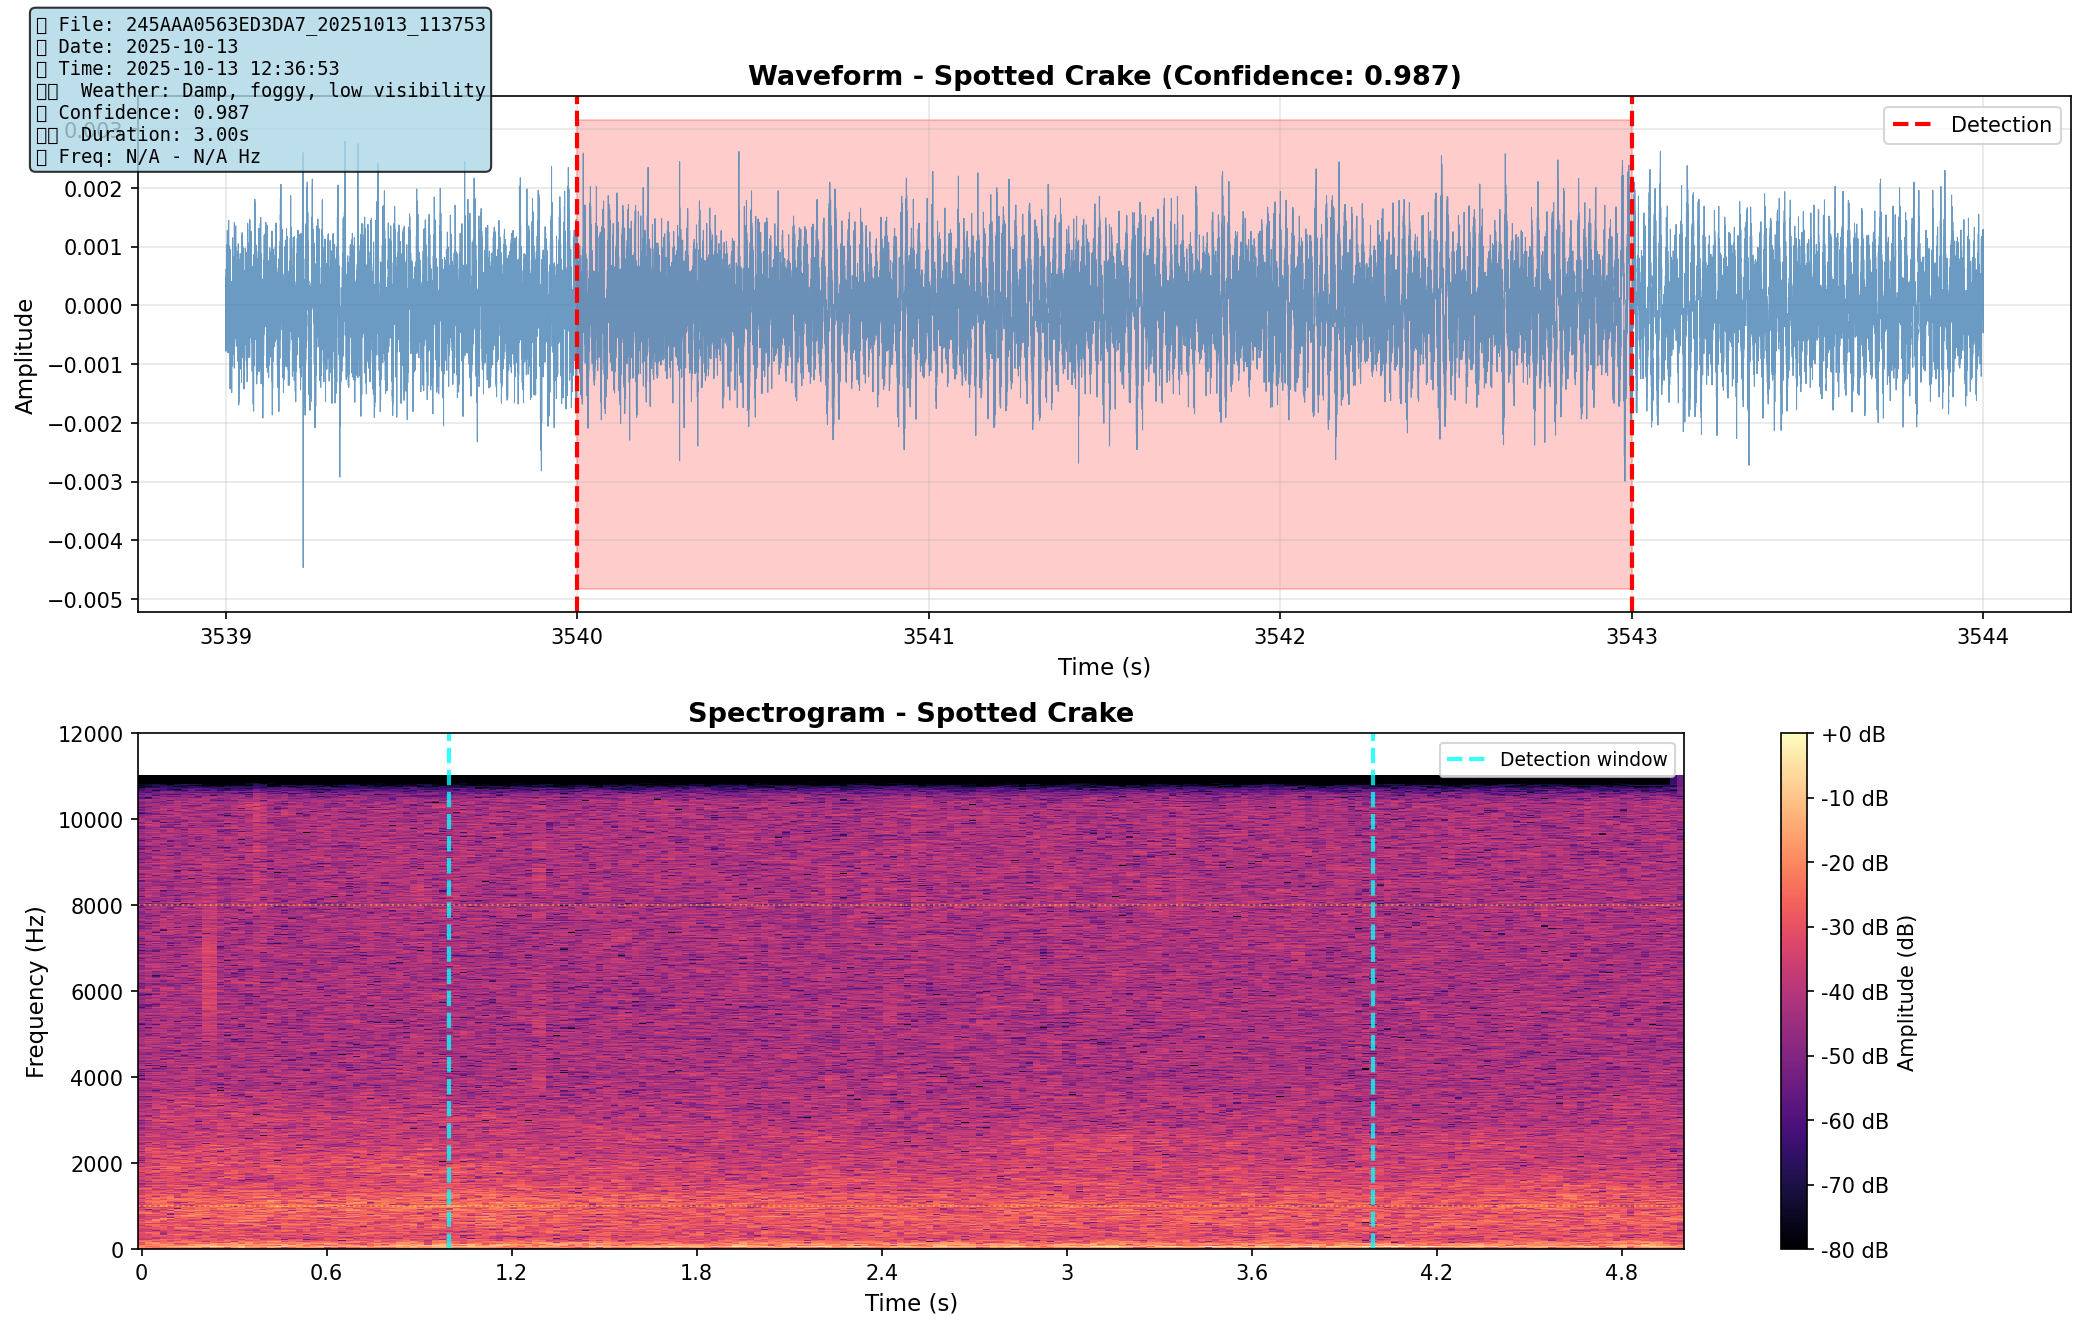 File: 245AAA0563ED3DA7_20251013_113753
Date: 2025-10-13
Time: 2025-10-13 12:36:53
Weather: Damp, foggy, low visibility
Confidence: 0.987
Duration: 3.00s
Freq: N/A - N/A Hz
Waveform - Spotted Crake (Confidence: 0.987)
Detection
0.003
0.002
0.001
0.000
−0.001
−0.002
−0.003
−0.004
−0.005
Amplitude
3539 3540 3541 3542 3543 3544
Time (s)
Spectrogram - Spotted Crake
Detection window
12000
10000
8000
6000
4000
2000
0
Frequency (Hz)
0 0.6 1.2 1.8 2.4 3 3.6 4.2 4.8
Time (s)
+0 dB
-10 dB
-20 dB
-30 dB
-40 dB
-50 dB
-60 dB
-70 dB
-80 dB
Amplitude (dB)